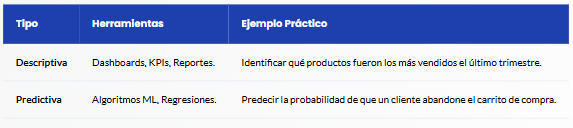 Tipo Herramientas Ejemplo Práctico
Descriptiva Dashboards, KPIs, Reportes. Identificar qué productos fueron los más vendidos el último trimestre.
Predictiva Algoritmos ML, Regresiones. Predecir la probabilidad de que un cliente abandone el carrito de compra.